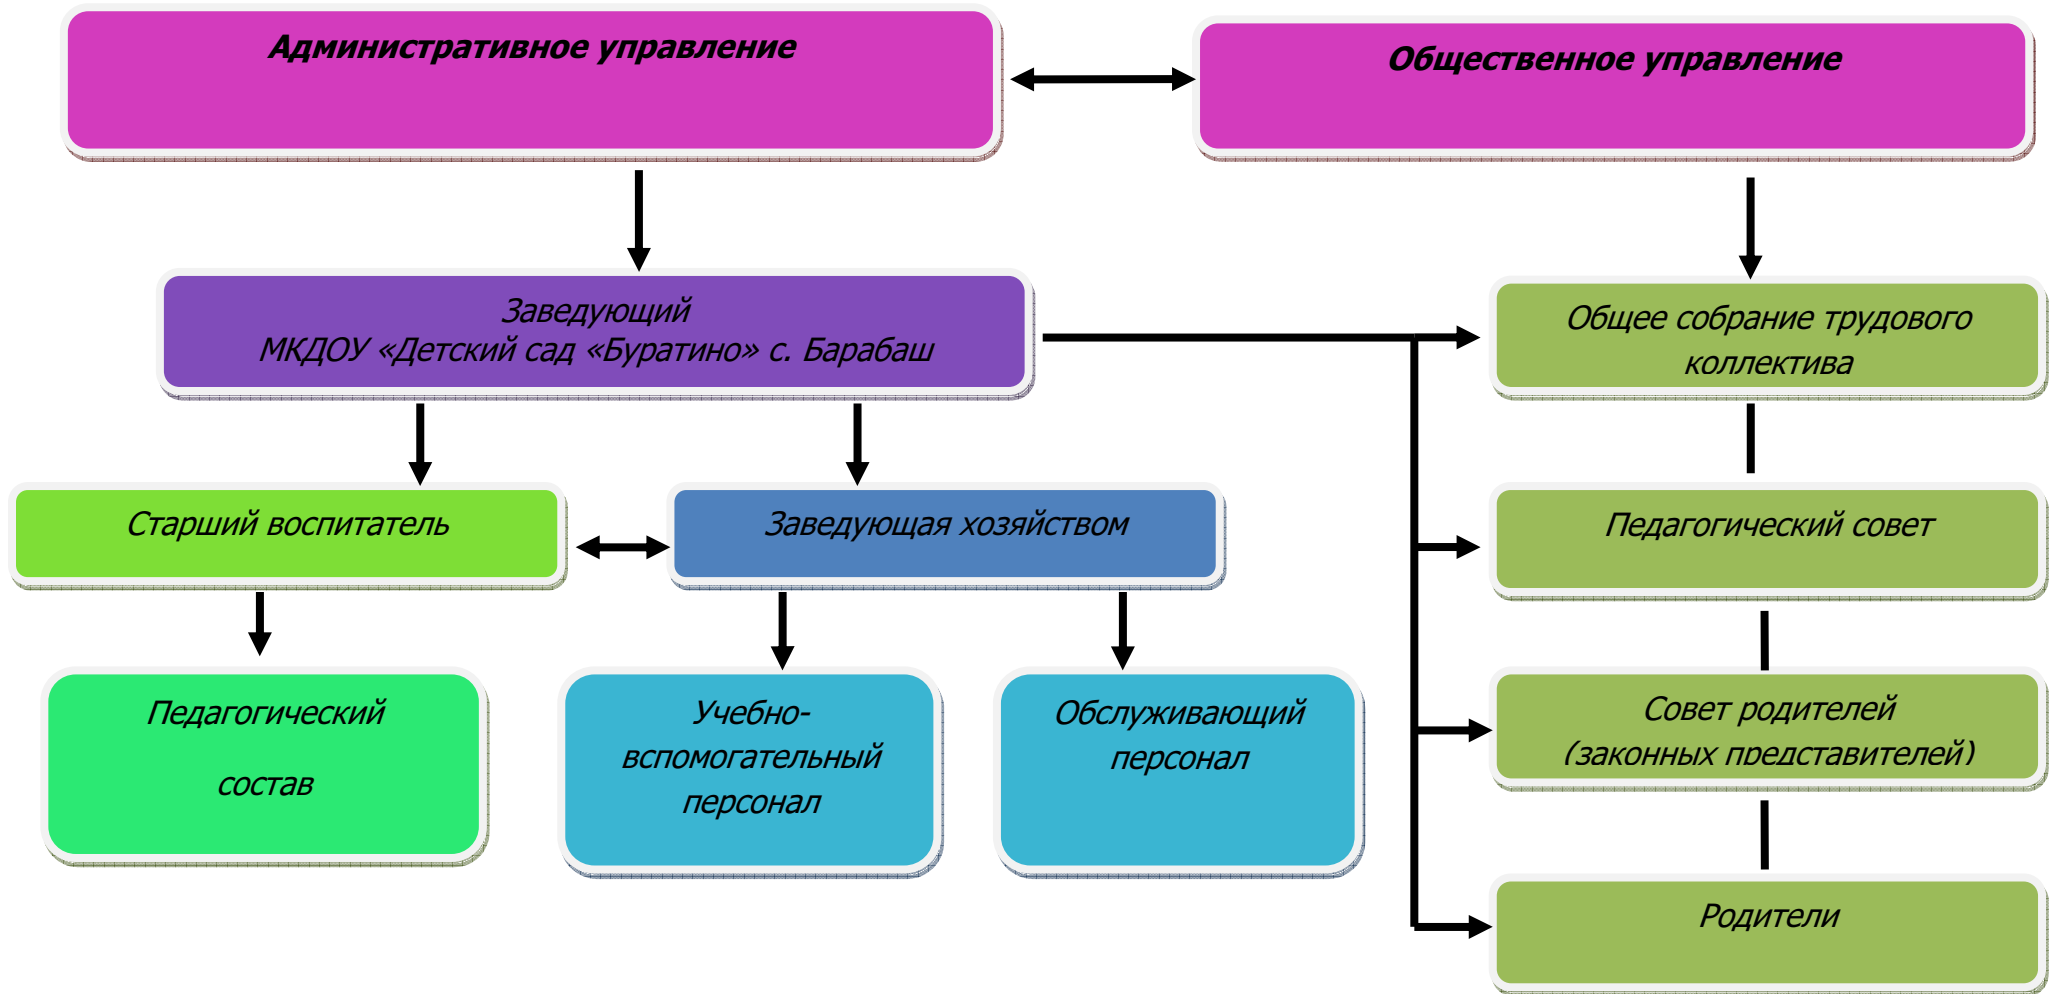 Административное управление
Общественное управление
Заведующий
МКДОУ «Детский сад «Буратино» с. Барабаш
Общее собрание трудового
коллектива
Старший воспитатель
Заведующая хозяйством
Педагогический совет
Педагогический
состав
Учебно-
вспомогательный
персонал
Обслуживающий
персонал
Совет родителей
(законных представителей)
Родители